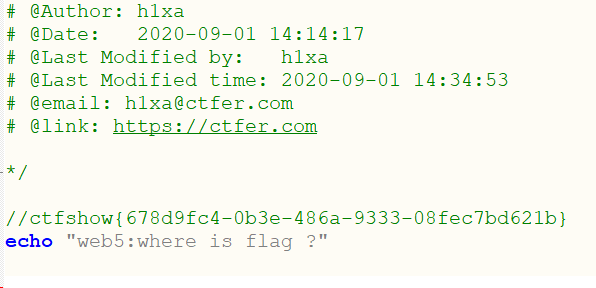 # @Author: h1xa
# @Date:   2020-09-01 14:14:17
# @Last Modified by:   h1xa
# @Last Modified time: 2020-09-01 14:34:53
# @email: h1xa@ctfer.com
# @link: https://ctfer.com
*/
//ctfshow{678d9fc4-0b3e-486a-9333-08fec7bd621b}
echo "web5:where is flag ?"